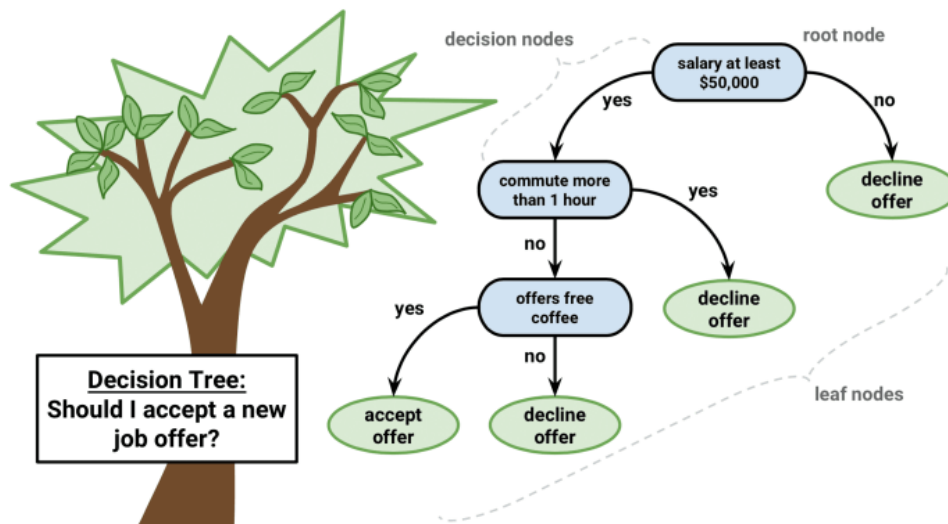 decision nodes
root node
salary at least
$50,000
yes
no
commute more
than 1 hour
yes
decline
offer
no
offers free
coffee
decline
offer
yes
no
Decision Tree:
Should I accept a new
job offer?
accept
offer
decline
offer
leaf nodes